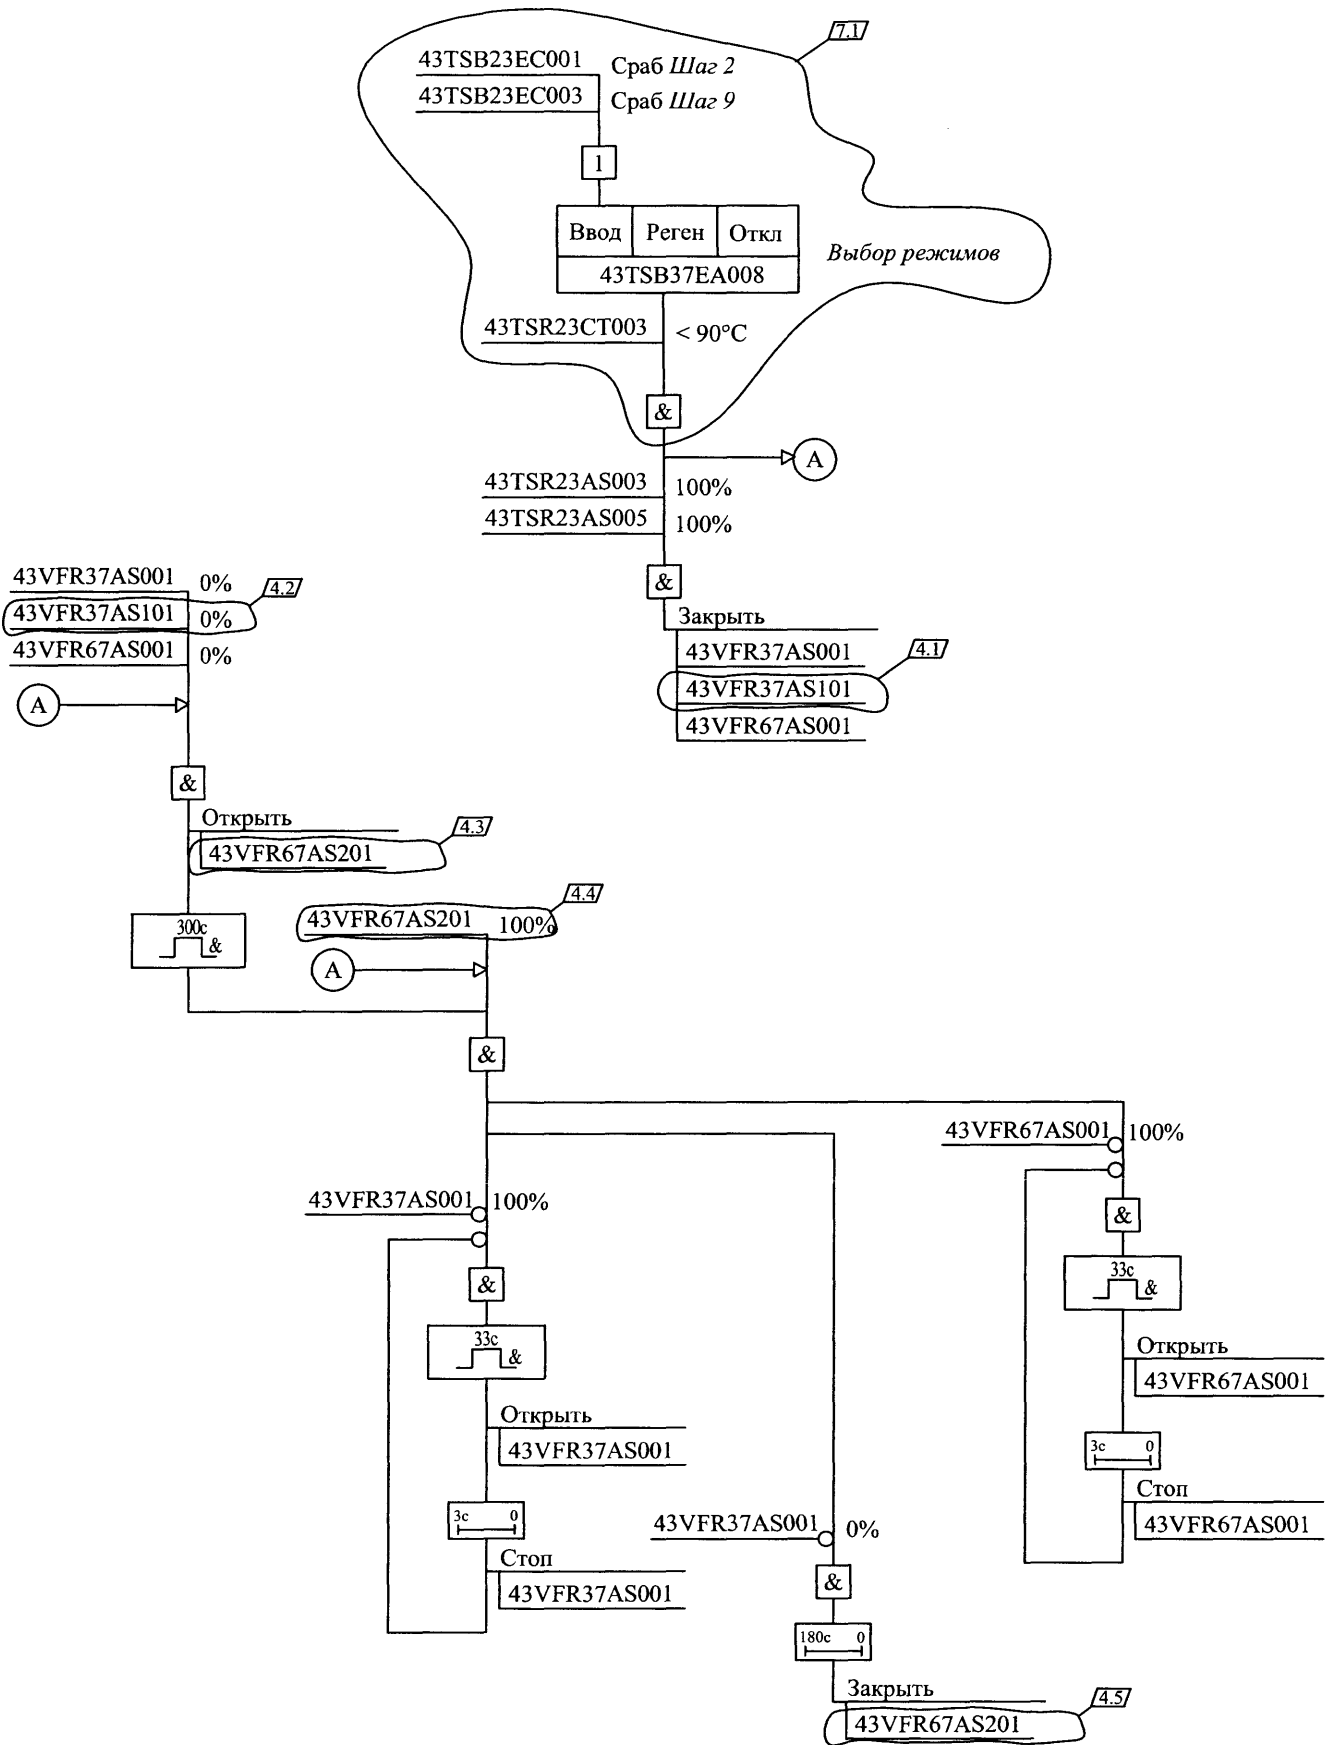 7.1
43TSB23EC001 Сраб Шаг 2
43TSB23EC003 Сраб Шаг 9
1
Ввод Реген Откл
43TSB37EA008
Выбор режимов
43TSR23CT003 < 90°C
&
A
43TSR23AS003 100%
43TSR23AS005 100%
&
Закрыть
43VFR37AS001
4.1
43VFR37AS101
43VFR67AS001
43VFR37AS001 0%
4.2
43VFR37AS101 0%
43VFR67AS001 0%
A
&
Открыть
4.3
43VFR67AS201
300с
&
4.4
43VFR67AS201 100%
A
&
43VFR67AS001 100%
&
33с
&
Открыть
43VFR67AS001
3с 0
Стоп
43VFR67AS001
43VFR37AS001 100%
&
33с
&
Открыть
43VFR37AS001
3с 0
Стоп
43VFR37AS001
43VFR37AS001 0%
&
180с 0
Закрыть
4.5
43VFR67AS201